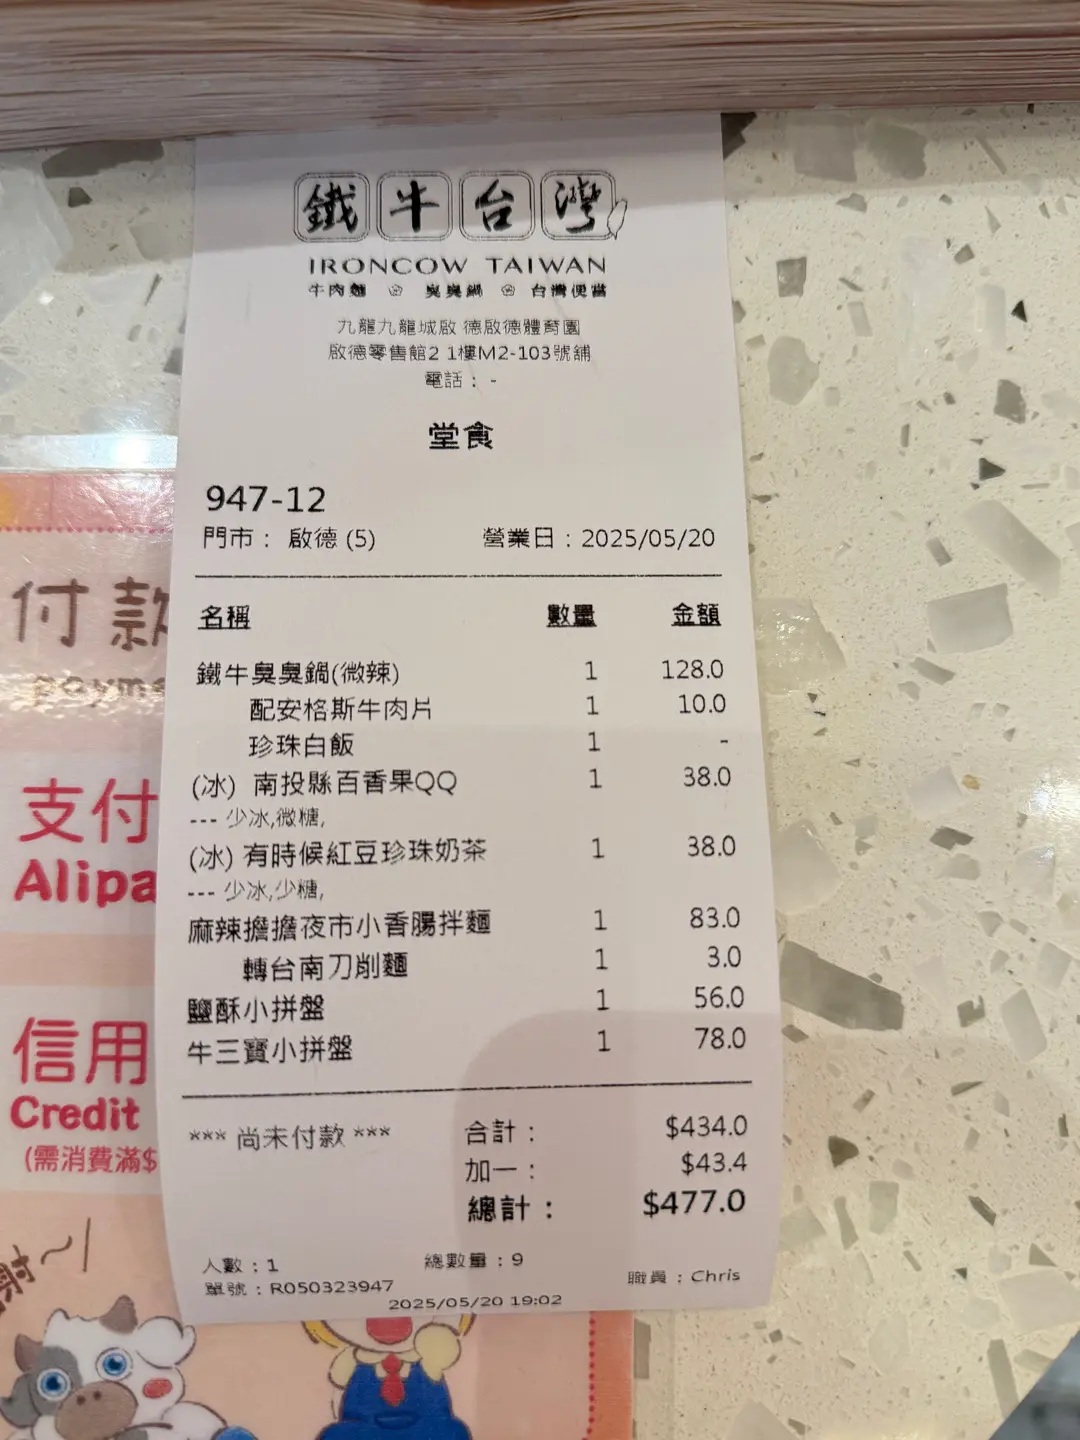 鐵牛台灣
IRONCOW TAIWAN
牛肉麵 臭臭鍋 台灣便當
九龍九龍城啟 德啟德體育園
啟德零售館2 1樓M2-103號舖
電話： -
堂食
947-12
門市： 啟德 (5) 營業日：2025/05/20
名稱 數量 金額
鐵牛臭臭鍋(微辣) 1 128.0
配安格斯牛肉片 1 10.0
珍珠白飯 1 -
(冰) 南投縣百香果QQ 1 38.0
--- 少冰,微糖,
(冰) 有時候紅豆珍珠奶茶 1 38.0
--- 少冰,少糖,
麻辣擔擔夜市小香腸拌麵 1 83.0
轉台南刀削麵 1 3.0
鹽酥小拼盤 1 56.0
牛三寶小拼盤 1 78.0
*** 尚未付款 *** 合計： $434.0
加一： $43.4
總計： $477.0
人數：1 總數量：9
單號：R050323947 職員：Chris
2025/05/20 19:02
付款
payme
支付
Alipa
信用
Credit
(需消費滿$
謝~!